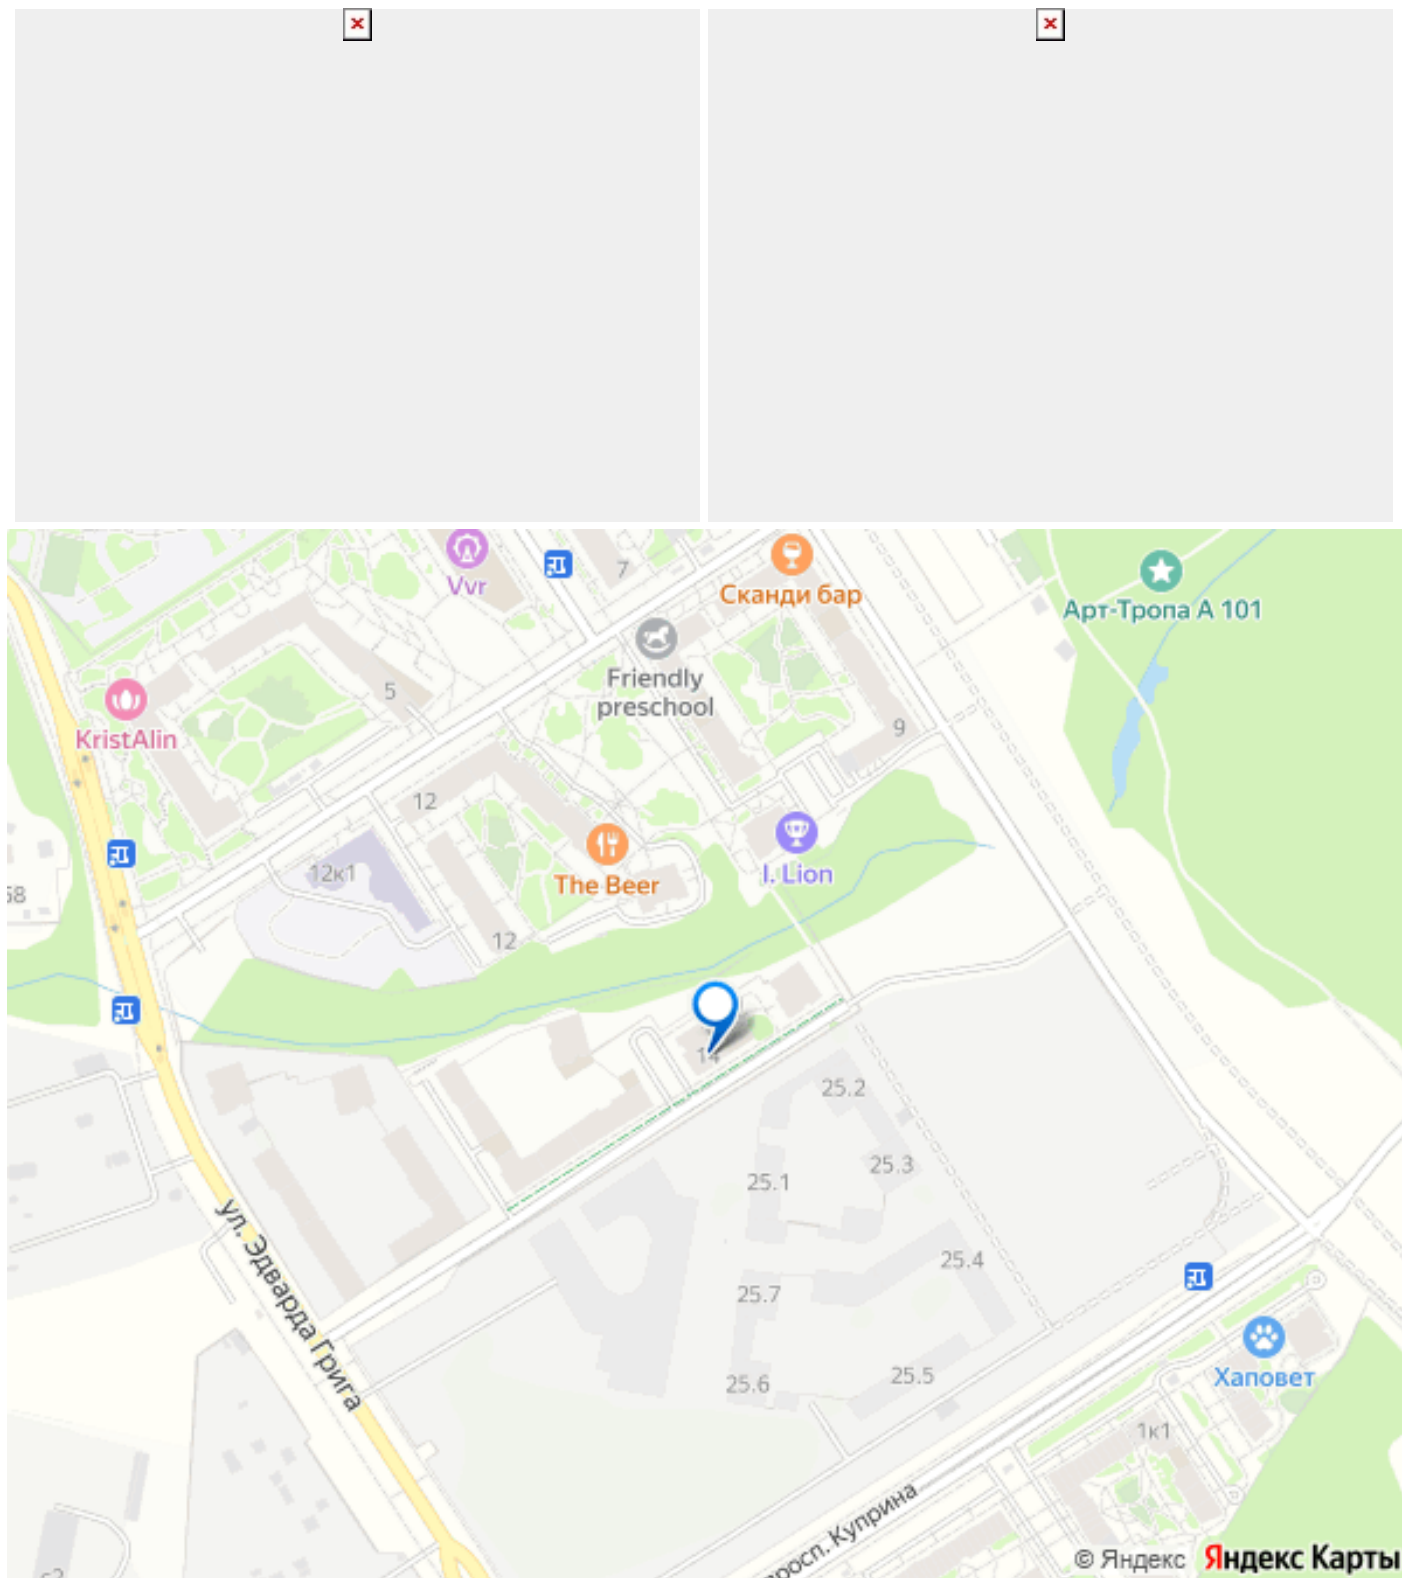 Vvr
7
Сканди бар
Арт-Тропа А 101
Friendly
preschool
5
KristAlin
9
12
The Beer
I. Lion
12к1
58
12
14
25.2
25.3
25.1
ул. Эдварда Грига
25.4
25.7
25.6
25.5
Хаповет
1к1
просп. Куприна
© Яндекс Яндекс Карты